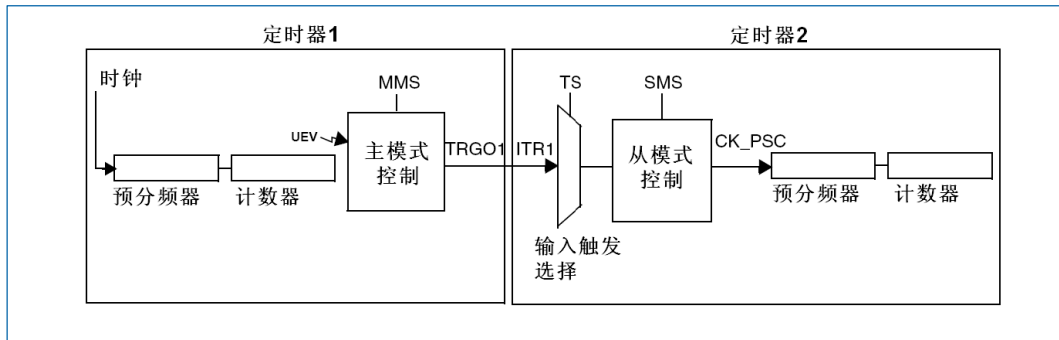 定时器1
时钟
MMS
UEV
主模式
控制
TRGO1
预分频器
计数器
定时器2
TS
SMS
ITR1
从模式
控制
CK_PSC
输入触发
选择
预分频器
计数器